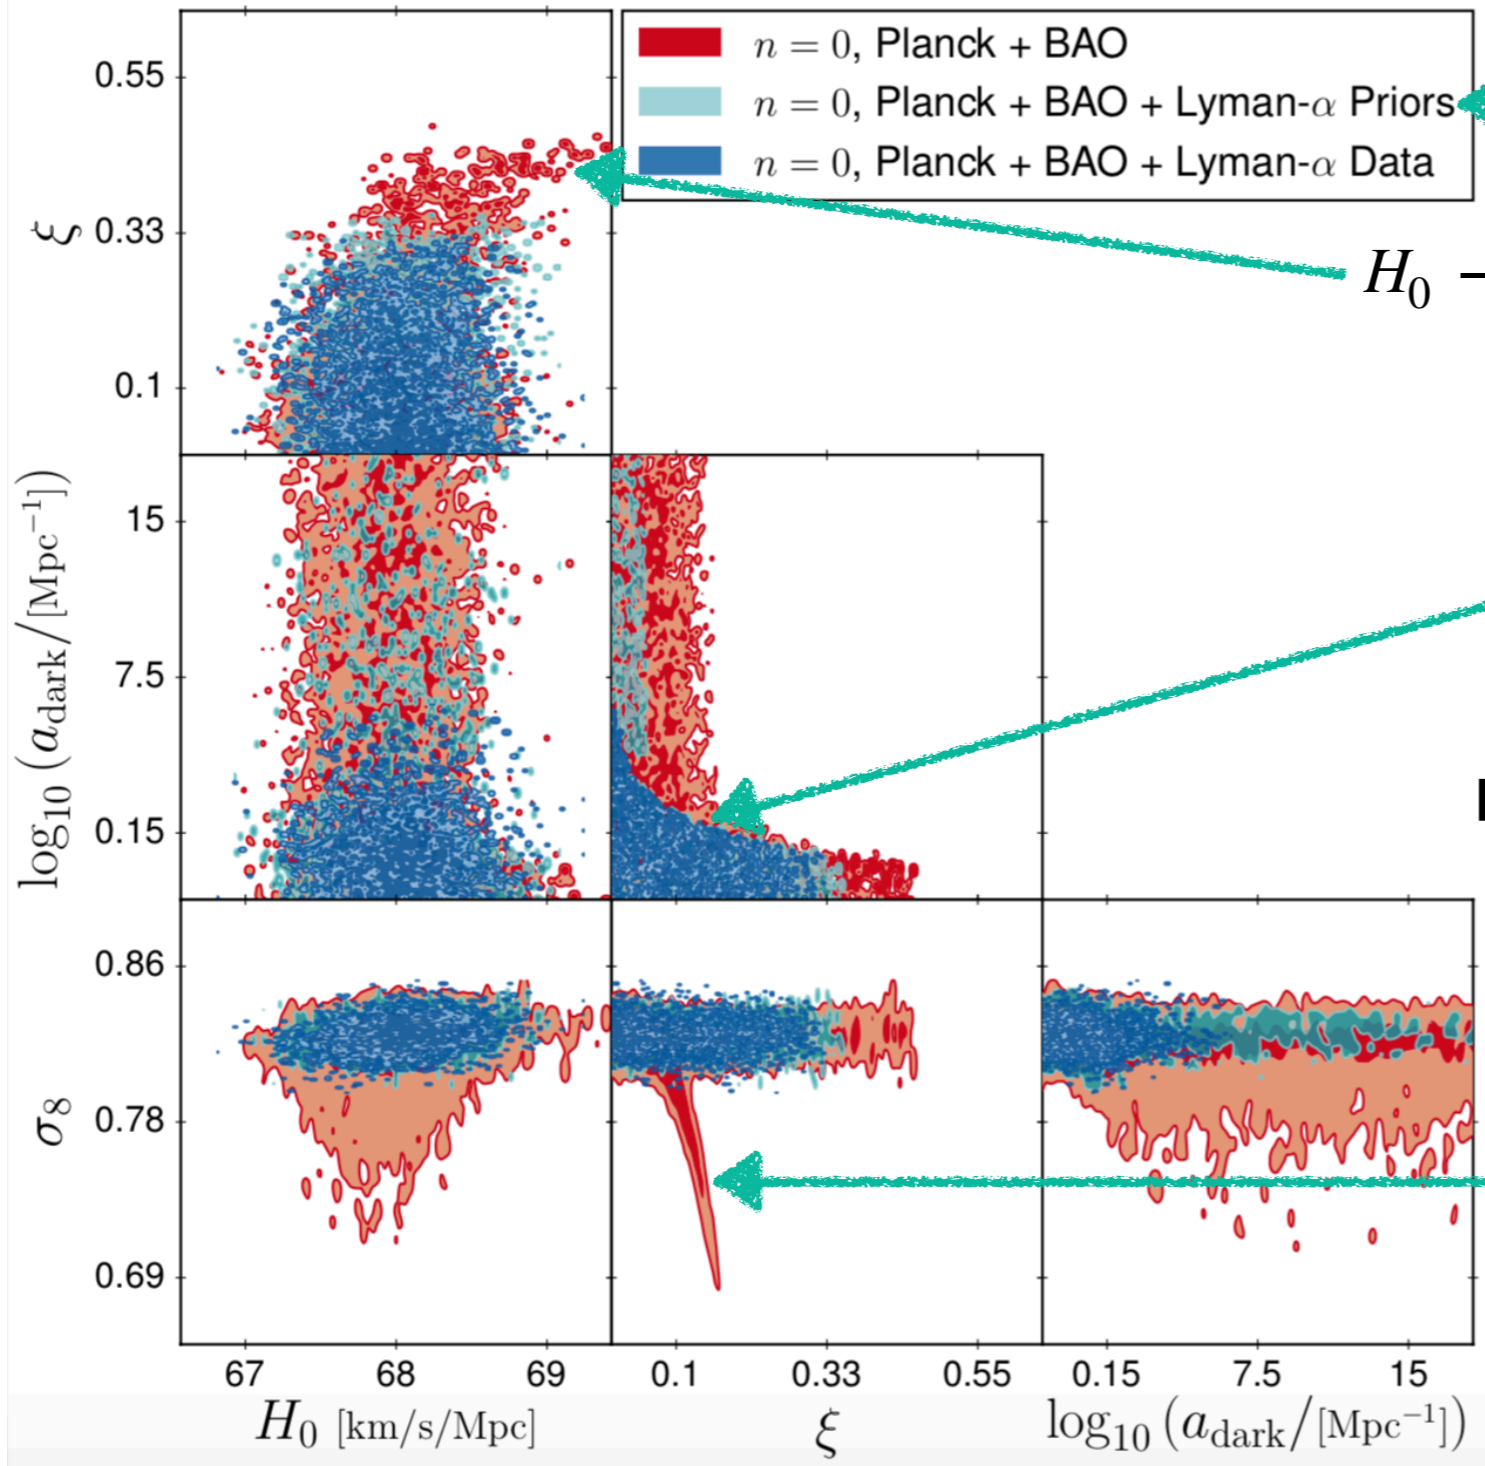 n = 0, Planck + BAO
n = 0, Planck + BAO + Lyman-α Priors
n = 0, Planck + BAO + Lyman-α Data
0.55
0.33
0.1
ξ
H₀ –
15
7.5
0.15
log₁₀ (a_dark/[Mpc⁻¹])
0.86
0.78
0.69
σ₈
67 68 69 0.1 0.33 0.55 0.15 7.5 15
H₀ [km/s/Mpc] ξ log₁₀ (a_dark/[Mpc⁻¹])